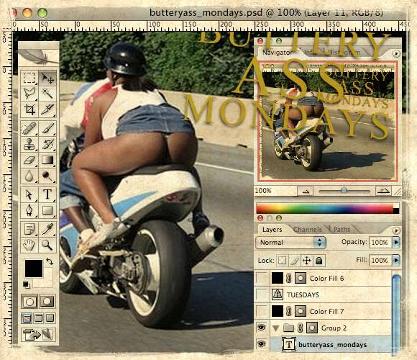 butteryass_mondays.psd @ 100% (Layer 11, RGB/8)
BUTTERY
ASS
MONDAYS
Navigator
BUTTERY
ASS
MONDAYS
100%
Layers Channels Paths
Normal Opacity: 100%
Lock: Fill: 100%
Color Fill 6
TUESDAYS
Color Fill 7
Group 2
T butteryass_mondays